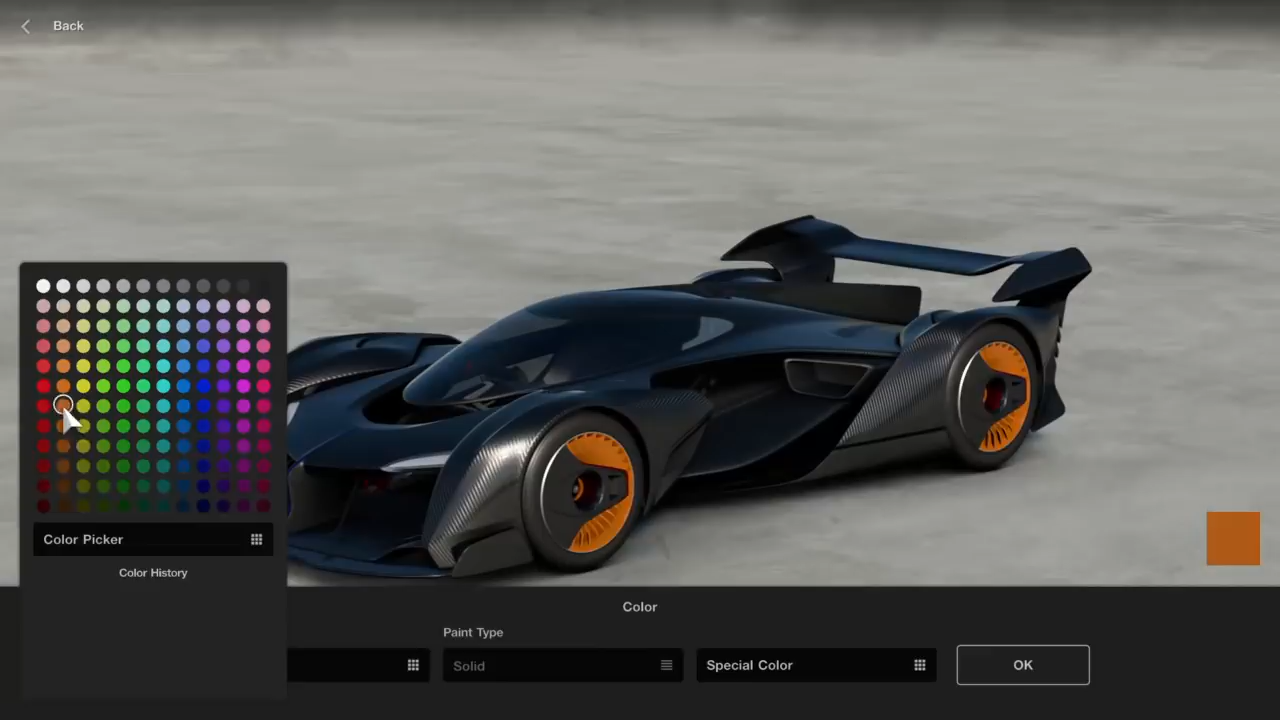 Back
Color Picker
Color History
Color
Paint Type
Solid
Special Color
OK